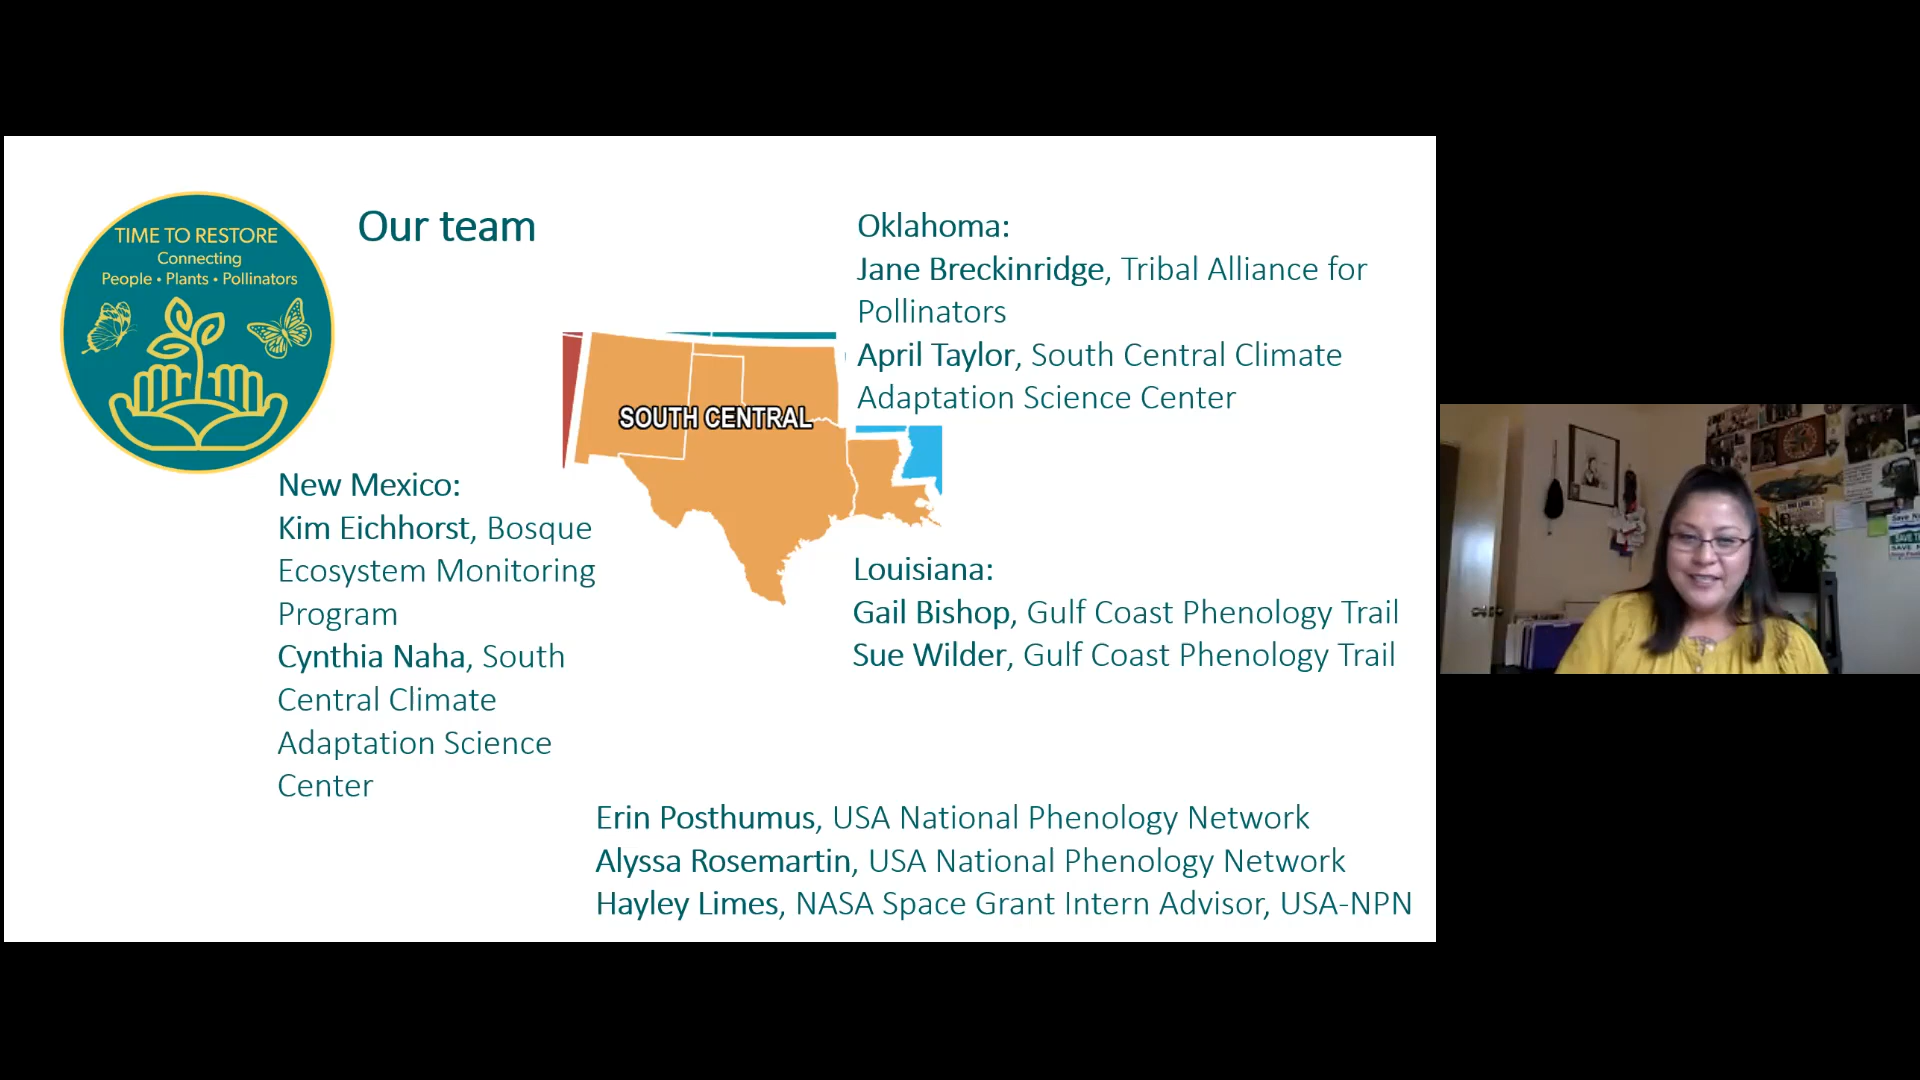 TIME TO RESTORE
Connecting
People • Plants • Pollinators
Our team
Oklahoma:
Jane Breckinridge, Tribal Alliance for
Pollinators
April Taylor, South Central Climate
Adaptation Science Center
SOUTH CENTRAL
New Mexico:
Kim Eichhorst, Bosque
Ecosystem Monitoring
Program
Cynthia Naha, South
Central Climate
Adaptation Science
Center
Louisiana:
Gail Bishop, Gulf Coast Phenology Trail
Sue Wilder, Gulf Coast Phenology Trail
Erin Posthumus, USA National Phenology Network
Alyssa Rosemartin, USA National Phenology Network
Hayley Limes, NASA Space Grant Intern Advisor, USA-NPN